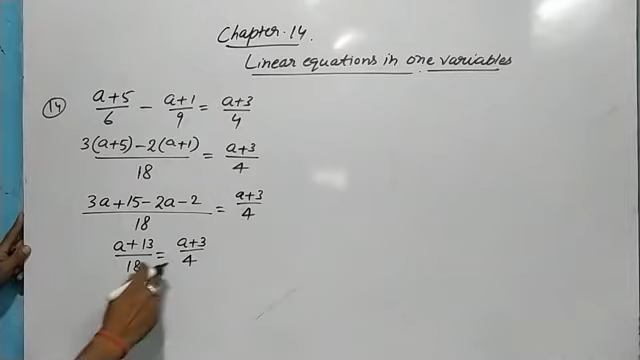 Chapter-14.
Linear equations in one variables
(14) a+5/6 - a+1/9 = a+3/4
3(a+5)-2(a+1)/18 = a+3/4
3a+15-2a-2/18 = a+3/4
a+13/18 = a+3/4